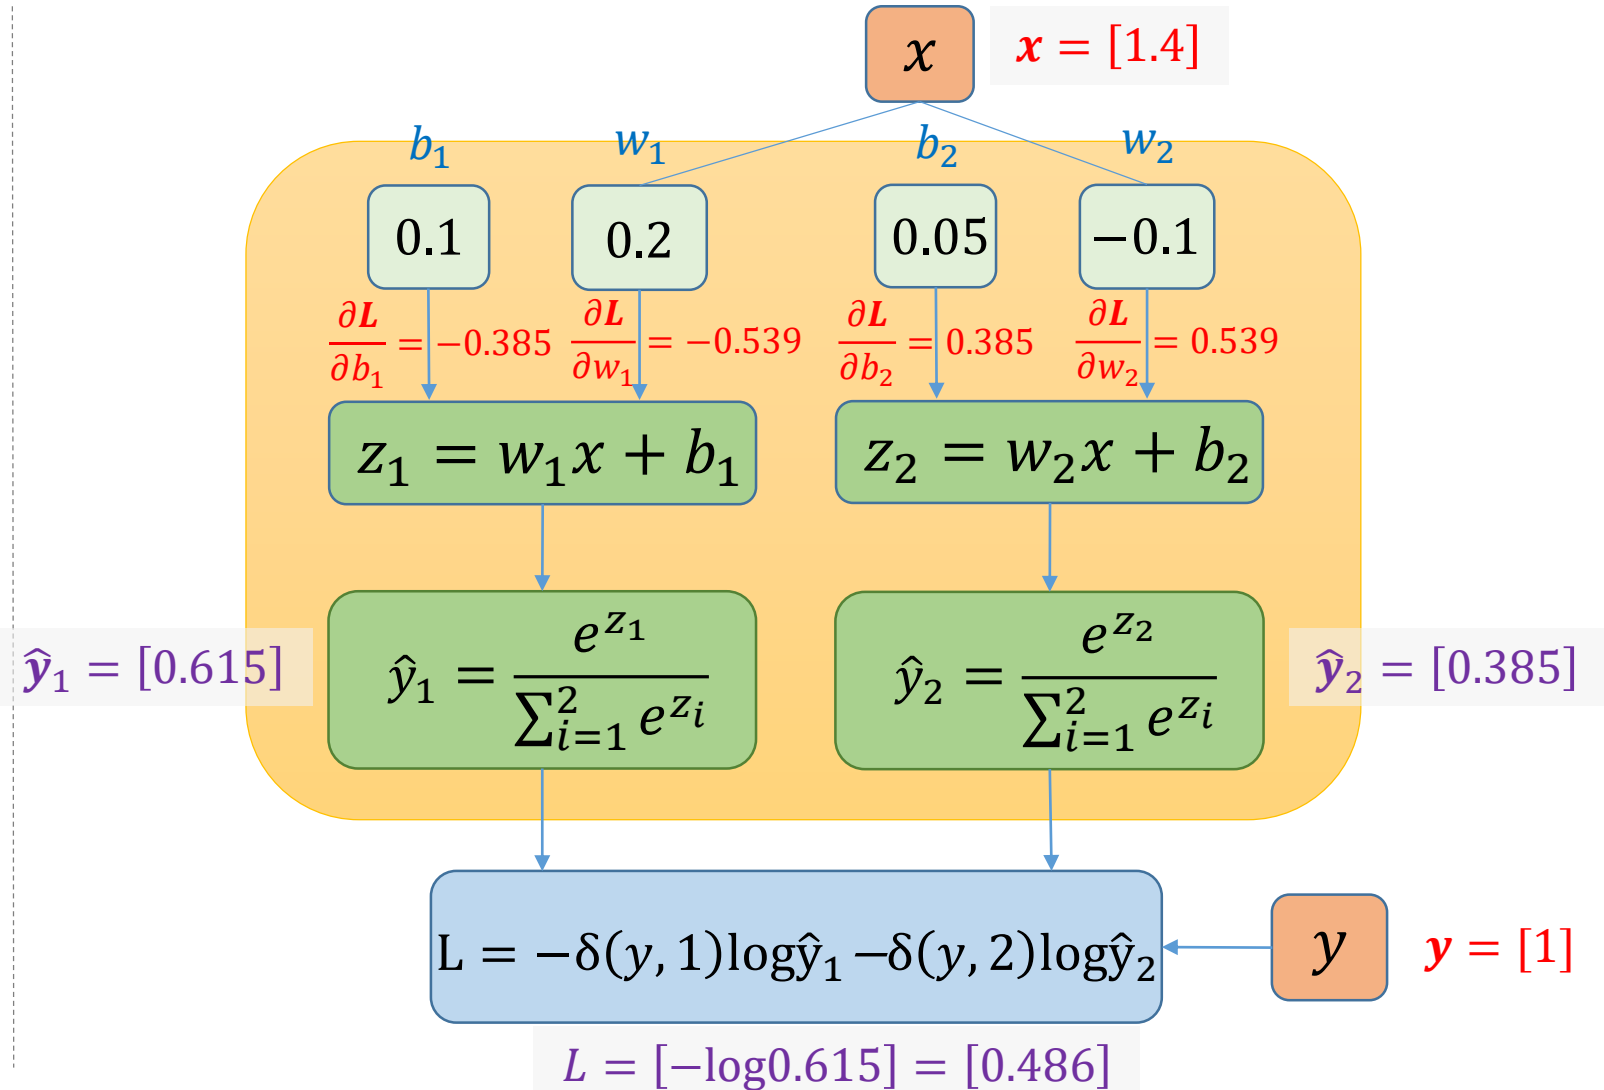 x
𝒙 = [1.4]
b₁ w₁ b₂ w₂
0.1 0.2 0.05 −0.1
∂𝑳/∂b₁ = −0.385 ∂𝑳/∂w₁ = −0.539 ∂𝑳/∂b₂ = 0.385 ∂𝑳/∂w₂ = 0.539
z₁ = w₁x + b₁ z₂ = w₂x + b₂
ŷ₁ = [0.615]
ŷ₁ = e^{z₁} / ∑_{i=1}^{2} e^{z_i}
ŷ₂ = e^{z₂} / ∑_{i=1}^{2} e^{z_i}
ŷ₂ = [0.385]
L = −δ(y, 1)logŷ₁ −δ(y, 2)logŷ₂
y
𝒚 = [1]
L = [−log0.615] = [0.486]